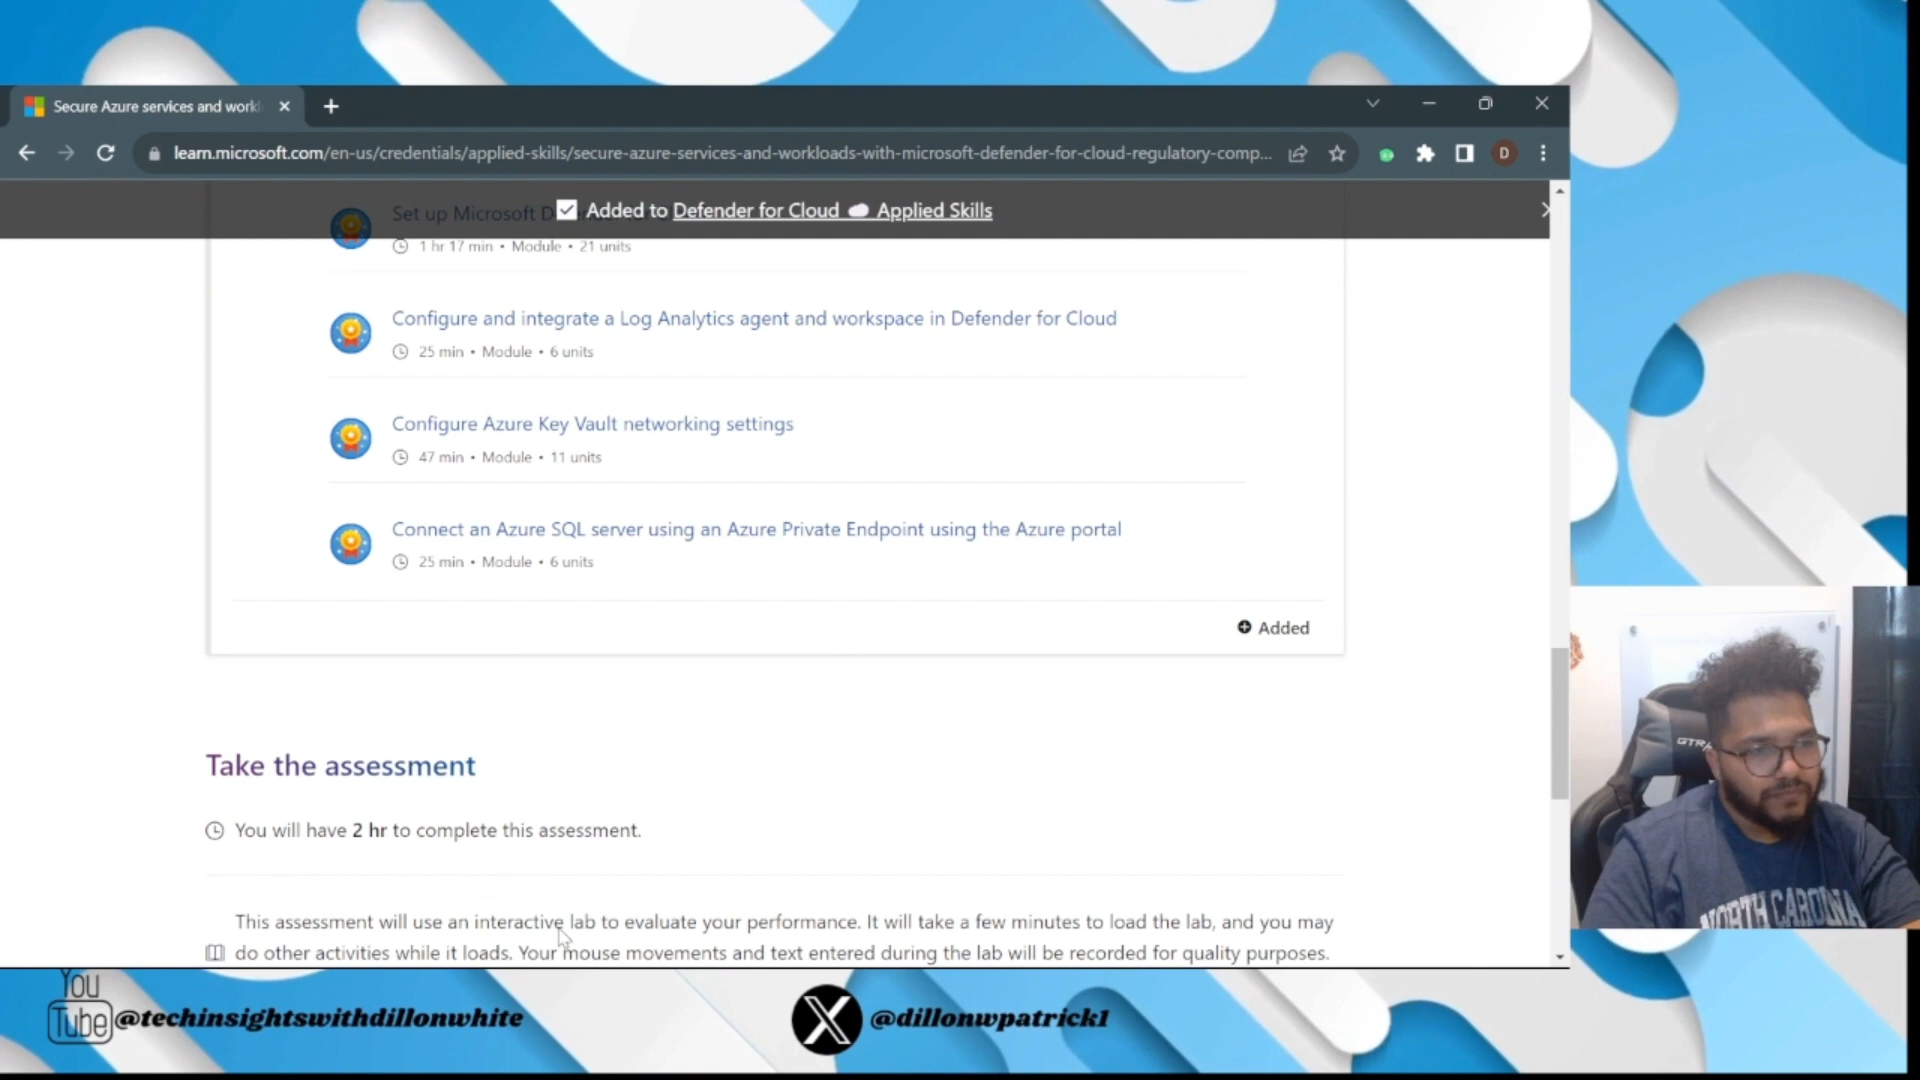 Secure Azure services and workl
learn.microsoft.com/en-us/credentials/applied-skills/secure-azure-services-and-workloads-with-microsoft-defender-for-cloud-regulatory-comp...
D
Set up Microsoft D
Added to Defender for Cloud Applied Skills
1 hr 17 min • Module • 21 units
Configure and integrate a Log Analytics agent and workspace in Defender for Cloud
25 min • Module • 6 units
Configure Azure Key Vault networking settings
47 min • Module • 11 units
Connect an Azure SQL server using an Azure Private Endpoint using the Azure portal
25 min • Module • 6 units
Added
Take the assessment
You will have 2 hr to complete this assessment.
This assessment will use an interactive lab to evaluate your performance. It will take a few minutes to load the lab, and you may
do other activities while it loads. Your mouse movements and text entered during the lab will be recorded for quality purposes.
NORTH CAROLINA
You
Tube @techinsightswithdillonwhite
X @dillonwpatrick1